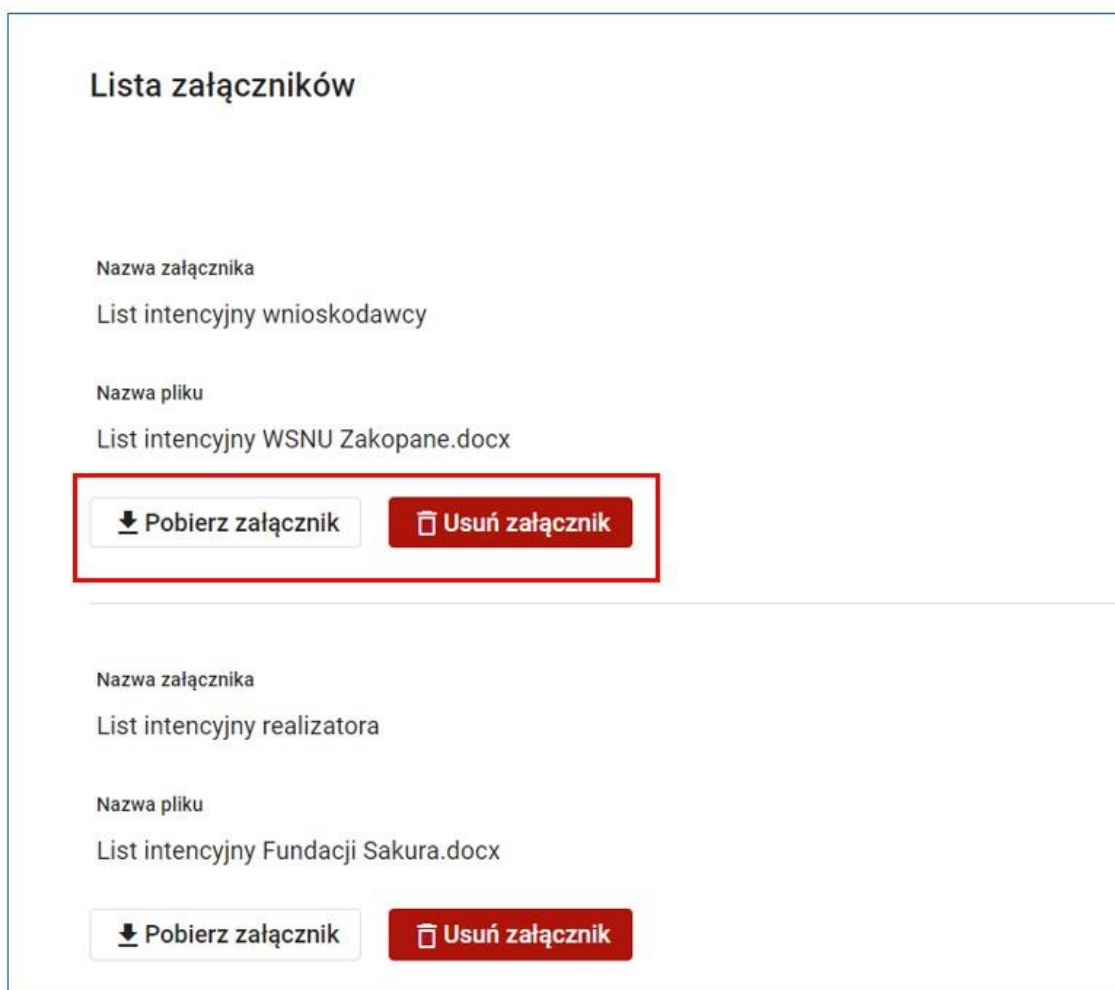 Lista załączników
Nazwa załącznika
List intencyjny wnioskodawcy
Nazwa pliku
List intencyjny WSNU Zakopane.docx
Pobierz załącznik Usuń załącznik
Nazwa załącznika
List intencyjny realizatora
Nazwa pliku
List intencyjny Fundacji Sakura.docx
Pobierz załącznik Usuń załącznik